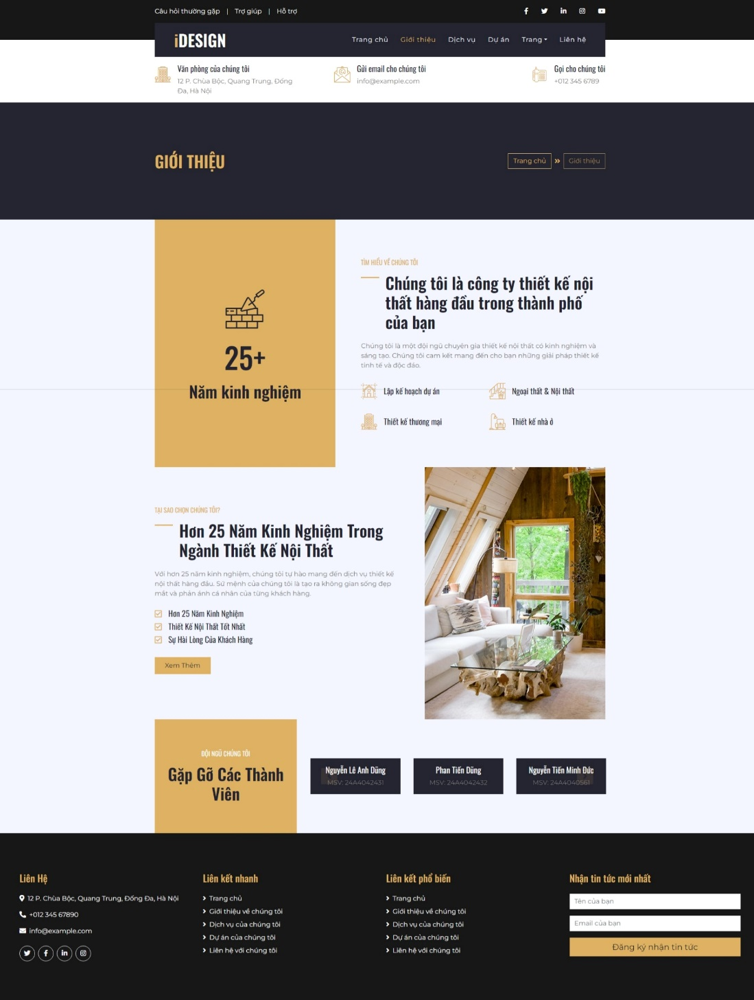 Câu hỏi thường gặp | Trợ giúp | Hỗ trợ
iDESIGN
Trang chủ Giới thiệu Dịch vụ Dự án Trang Liên hệ
Văn phòng của chúng tôi
12 P. Chùa Bộc, Quang Trung, Đống
Đa, Hà Nội
Gửi email cho chúng tôi
info@example.com
Gọi cho chúng tôi
+012 345 6789
GIỚI THIỆU
Trang chủ » Giới thiệu
25+
Năm kinh nghiệm
TÌM HIỂU VỀ CHÚNG TÔI
Chúng tôi là công ty thiết kế nội
thất hàng đầu trong thành phố
của bạn
Chúng tôi là một đội ngũ chuyên gia thiết kế nội thất có kinh nghiệm và
sáng tạo. Chúng tôi cam kết mang đến cho bạn những giải pháp thiết kế
tinh tế và độc đáo.
Lập kế hoạch dự án
Ngoại thất & Nội thất
Thiết kế thương mại
Thiết kế nhà ở
TẠI SAO CHỌN CHÚNG TÔI?
Hơn 25 Năm Kinh Nghiệm Trong
Ngành Thiết Kế Nội Thất
Với hơn 25 năm kinh nghiệm, chúng tôi tự hào mang đến dịch vụ thiết kế
nội thất hàng đầu. Sứ mệnh của chúng tôi là tạo ra không gian sống đẹp
mắt và phản ánh cá nhân của từng khách hàng.
Hơn 25 Năm Kinh Nghiệm
Thiết Kế Nội Thất Tốt Nhất
Sự Hài Lòng Của Khách Hàng
Xem Thêm
ĐỘI NGŨ CHÚNG TÔI
Gặp Gỡ Các Thành
Viên
Nguyễn Lê Anh Dũng
MSV: 24A4042431
Phan Tiến Dũng
MSV: 24A4042432
Nguyễn Tiến Minh Đức
MSV: 24A4040561
Liên Hệ
12 P. Chùa Bộc, Quang Trung, Đống Đa, Hà Nội
+012 345 67890
info@example.com
Liên kết nhanh
Trang chủ
Giới thiệu về chúng tôi
Dịch vụ của chúng tôi
Dự án của chúng tôi
Liên hệ với chúng tôi
Liên kết phổ biến
Trang chủ
Giới thiệu về chúng tôi
Dịch vụ của chúng tôi
Dự án của chúng tôi
Liên hệ với chúng tôi
Nhận tin tức mới nhất
Tên của bạn
Email của bạn
Đăng ký nhận tin tức